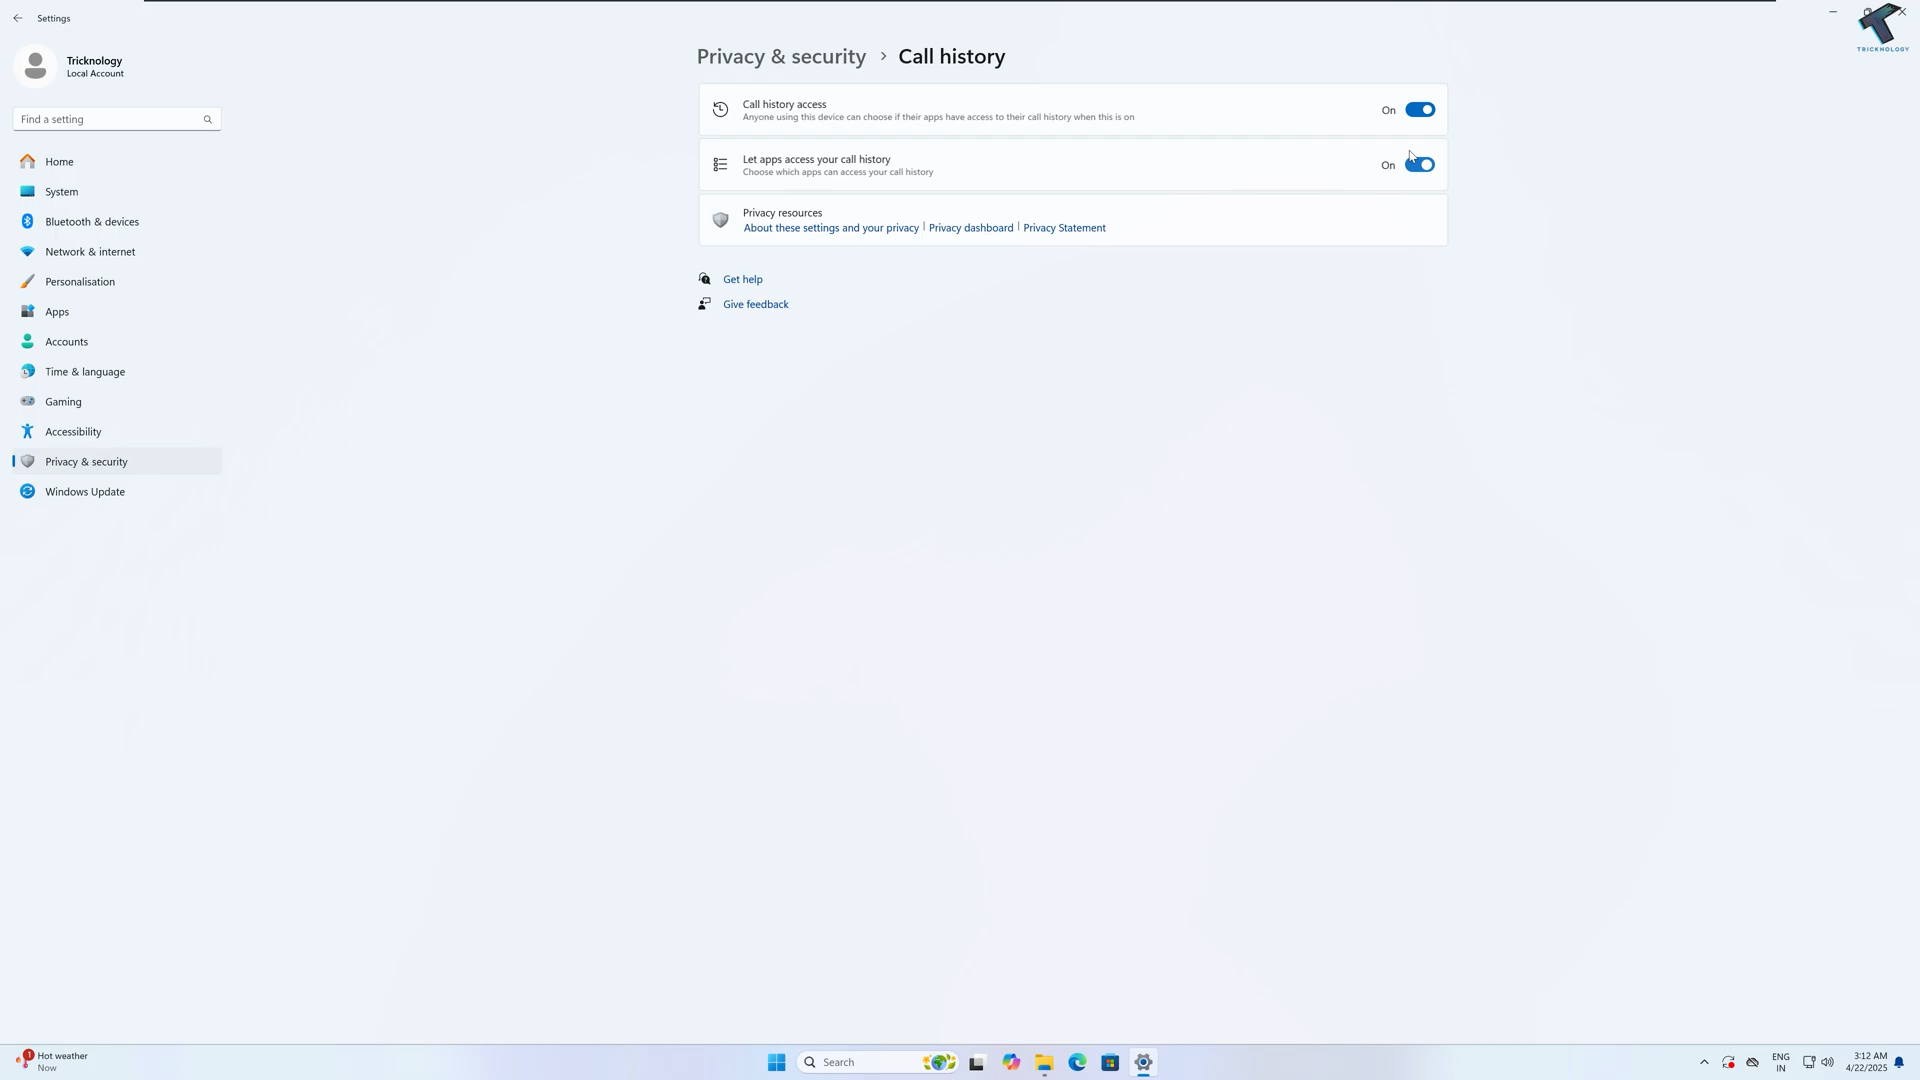 Settings
TRICKNOLOGY
Tricknology
Local Account
Find a setting
Home
System
Bluetooth & devices
Network & internet
Personalisation
Apps
Accounts
Time & language
Gaming
Accessibility
Privacy & security
Windows Update
Privacy & security > Call history
Call history access
Anyone using this device can choose if their apps have access to their call history when this is on
On
Let apps access your call history
Choose which apps can access your call history
On
Privacy resources
About these settings and your privacy | Privacy dashboard | Privacy Statement
Get help
Give feedback
1
Hot weather
Now
Search
ENG
IN
3:12 AM
4/22/2025